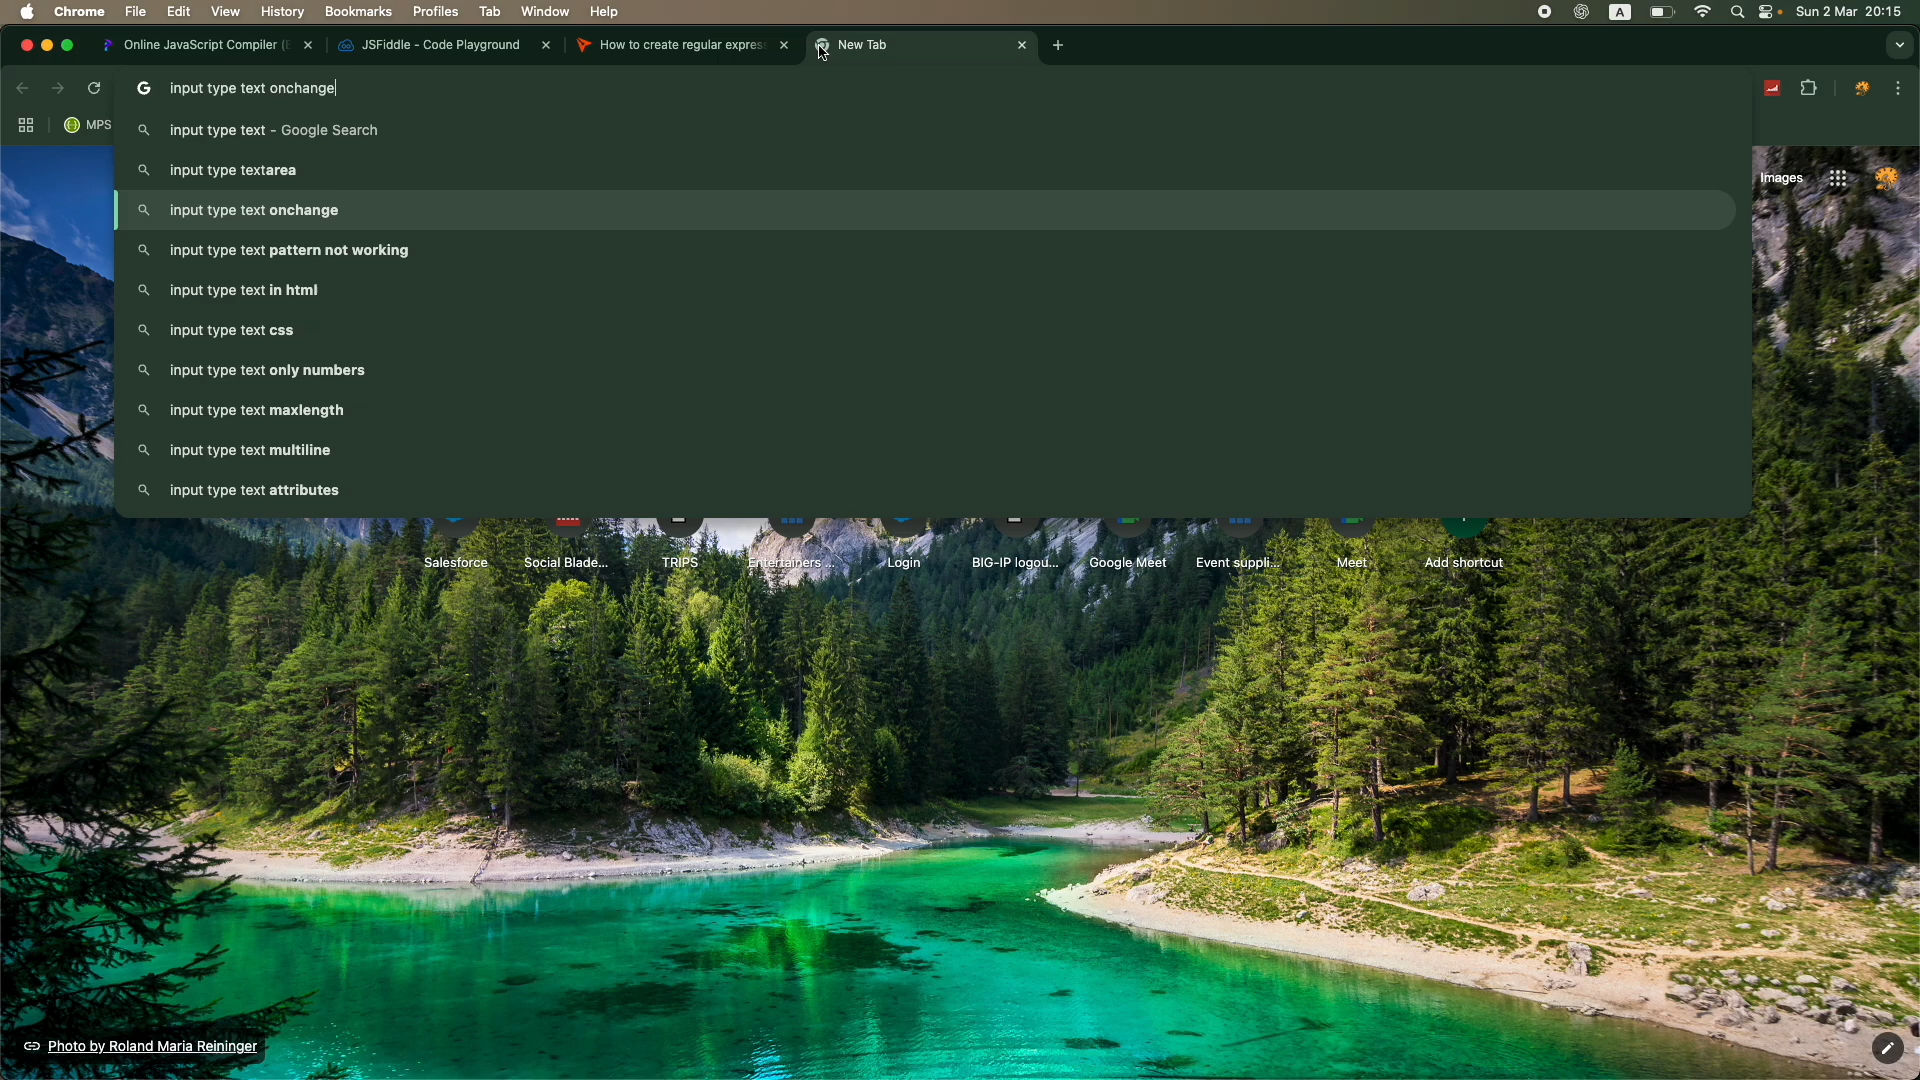 Chrome File Edit View History Bookmarks Profiles Tab Window Help A Sun 2 Mar 20:15
Online JavaScript Compiler (E JSFiddle - Code Playground How to create regular express New Tab
G input type text onchange
MPS input type text - Google Search
input type textarea
Images
input type text onchange
input type text pattern not working
input type text in html
input type text css
input type text only numbers
input type text maxlength
input type text multiline
input type text attributes
Salesforce Social Blade... TRIPS Entertainers ... Login BIG-IP logou... Google Meet Event suppli... Meet Add shortcut
Photo by Roland Maria Reininger